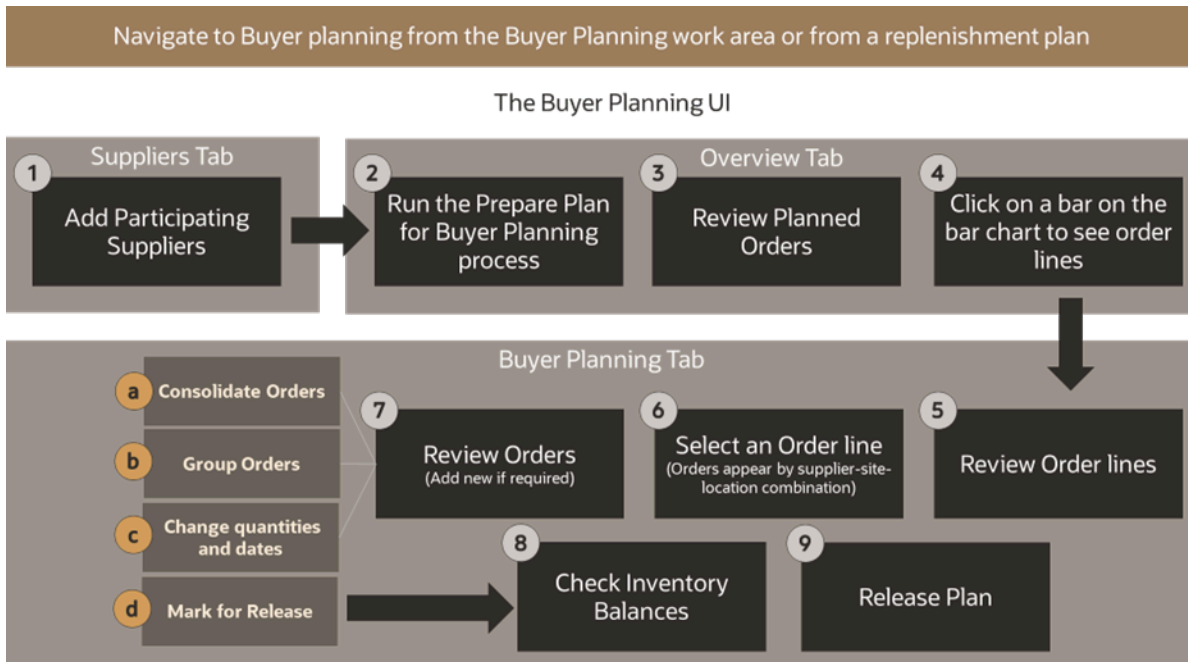 Navigate to Buyer planning from the Buyer Planning work area or from a replenishment plan
The Buyer Planning UI
Suppliers Tab
1
Add Participating
Suppliers
Overview Tab
2
Run the Prepare Plan
for Buyer Planning
process
3
Review Planned
Orders
4
Click on a bar on the
bar chart to see order
lines
Buyer Planning Tab
5
Review Order lines
6
Select an Order line
(Orders appear by supplier-site-
location combination)
7
Review Orders
(Add new if required)
a
Consolidate Orders
b
Group Orders
c
Change quantities
and dates
d
Mark for Release
8
Check Inventory
Balances
9
Release Plan